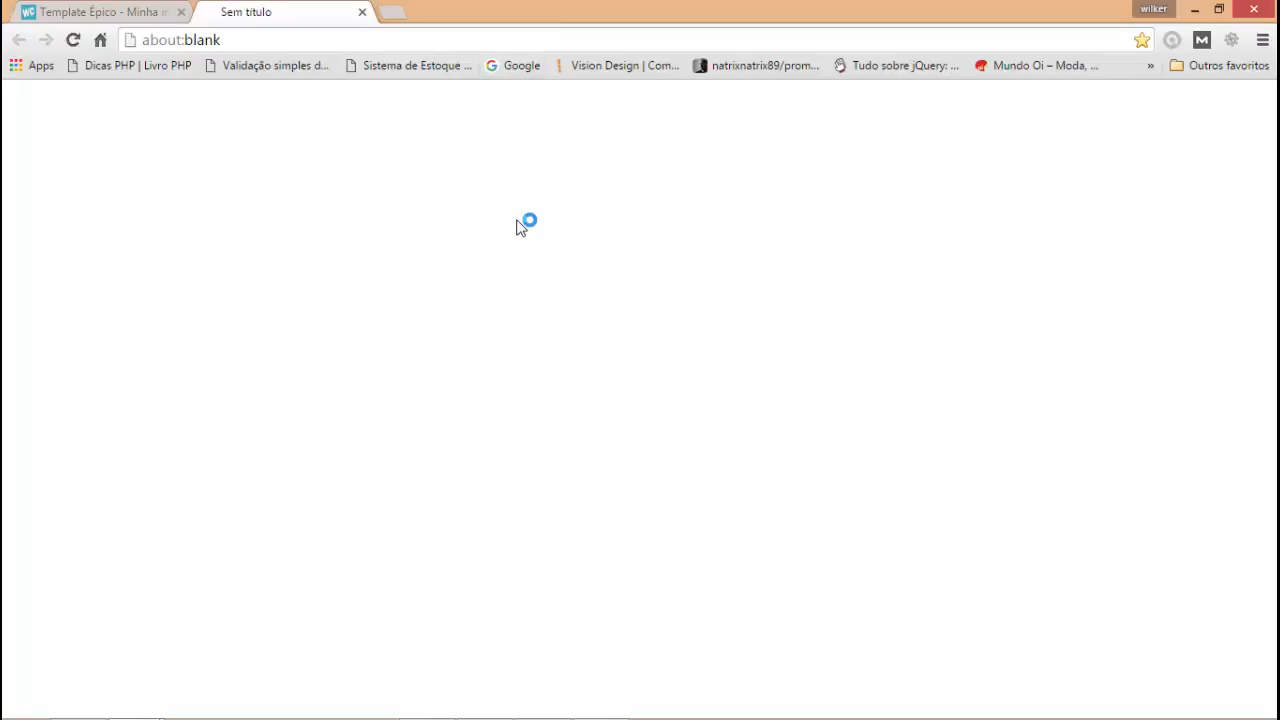 WC Template Épico - Minha m
Sem título
wilker
about:blank
Apps Dicas PHP | Livro PHP Validação simples d... Sistema de Estoque ... Google Vision Design | Com... natrixnatrix89/prom... Tudo sobre jQuery: ... Mundo Oi – Moda, ... » Outros favoritos